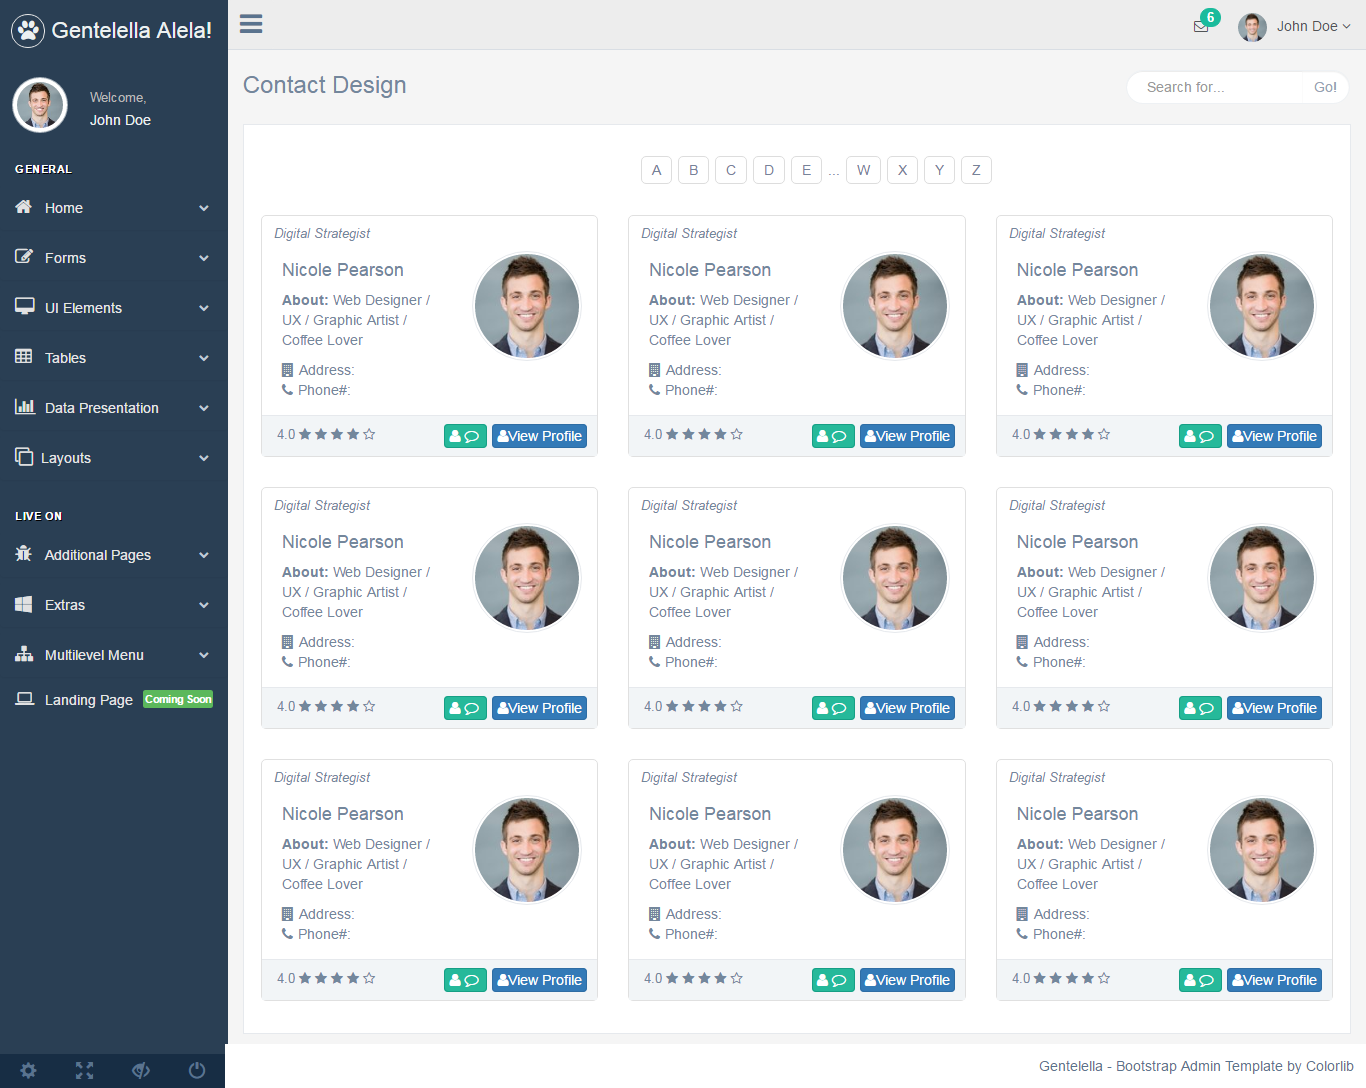 Gentelella Alela!
6
John Doe
Welcome,
John Doe
Contact Design
Search for...
Go!
GENERAL
Home
Forms
UI Elements
Tables
Data Presentation
Layouts
LIVE ON
Additional Pages
Extras
Multilevel Menu
Landing Page Coming Soon
A B C D E ... W X Y Z
Digital Strategist
Nicole Pearson
About: Web Designer /
UX / Graphic Artist /
Coffee Lover
Address:
Phone#:
4.0
View Profile
Digital Strategist
Nicole Pearson
About: Web Designer /
UX / Graphic Artist /
Coffee Lover
Address:
Phone#:
4.0
View Profile
Digital Strategist
Nicole Pearson
About: Web Designer /
UX / Graphic Artist /
Coffee Lover
Address:
Phone#:
4.0
View Profile
Digital Strategist
Nicole Pearson
About: Web Designer /
UX / Graphic Artist /
Coffee Lover
Address:
Phone#:
4.0
View Profile
Digital Strategist
Nicole Pearson
About: Web Designer /
UX / Graphic Artist /
Coffee Lover
Address:
Phone#:
4.0
View Profile
Digital Strategist
Nicole Pearson
About: Web Designer /
UX / Graphic Artist /
Coffee Lover
Address:
Phone#:
4.0
View Profile
Digital Strategist
Nicole Pearson
About: Web Designer /
UX / Graphic Artist /
Coffee Lover
Address:
Phone#:
4.0
View Profile
Digital Strategist
Nicole Pearson
About: Web Designer /
UX / Graphic Artist /
Coffee Lover
Address:
Phone#:
4.0
View Profile
Digital Strategist
Nicole Pearson
About: Web Designer /
UX / Graphic Artist /
Coffee Lover
Address:
Phone#:
4.0
View Profile
Gentelella - Bootstrap Admin Template by Colorlib